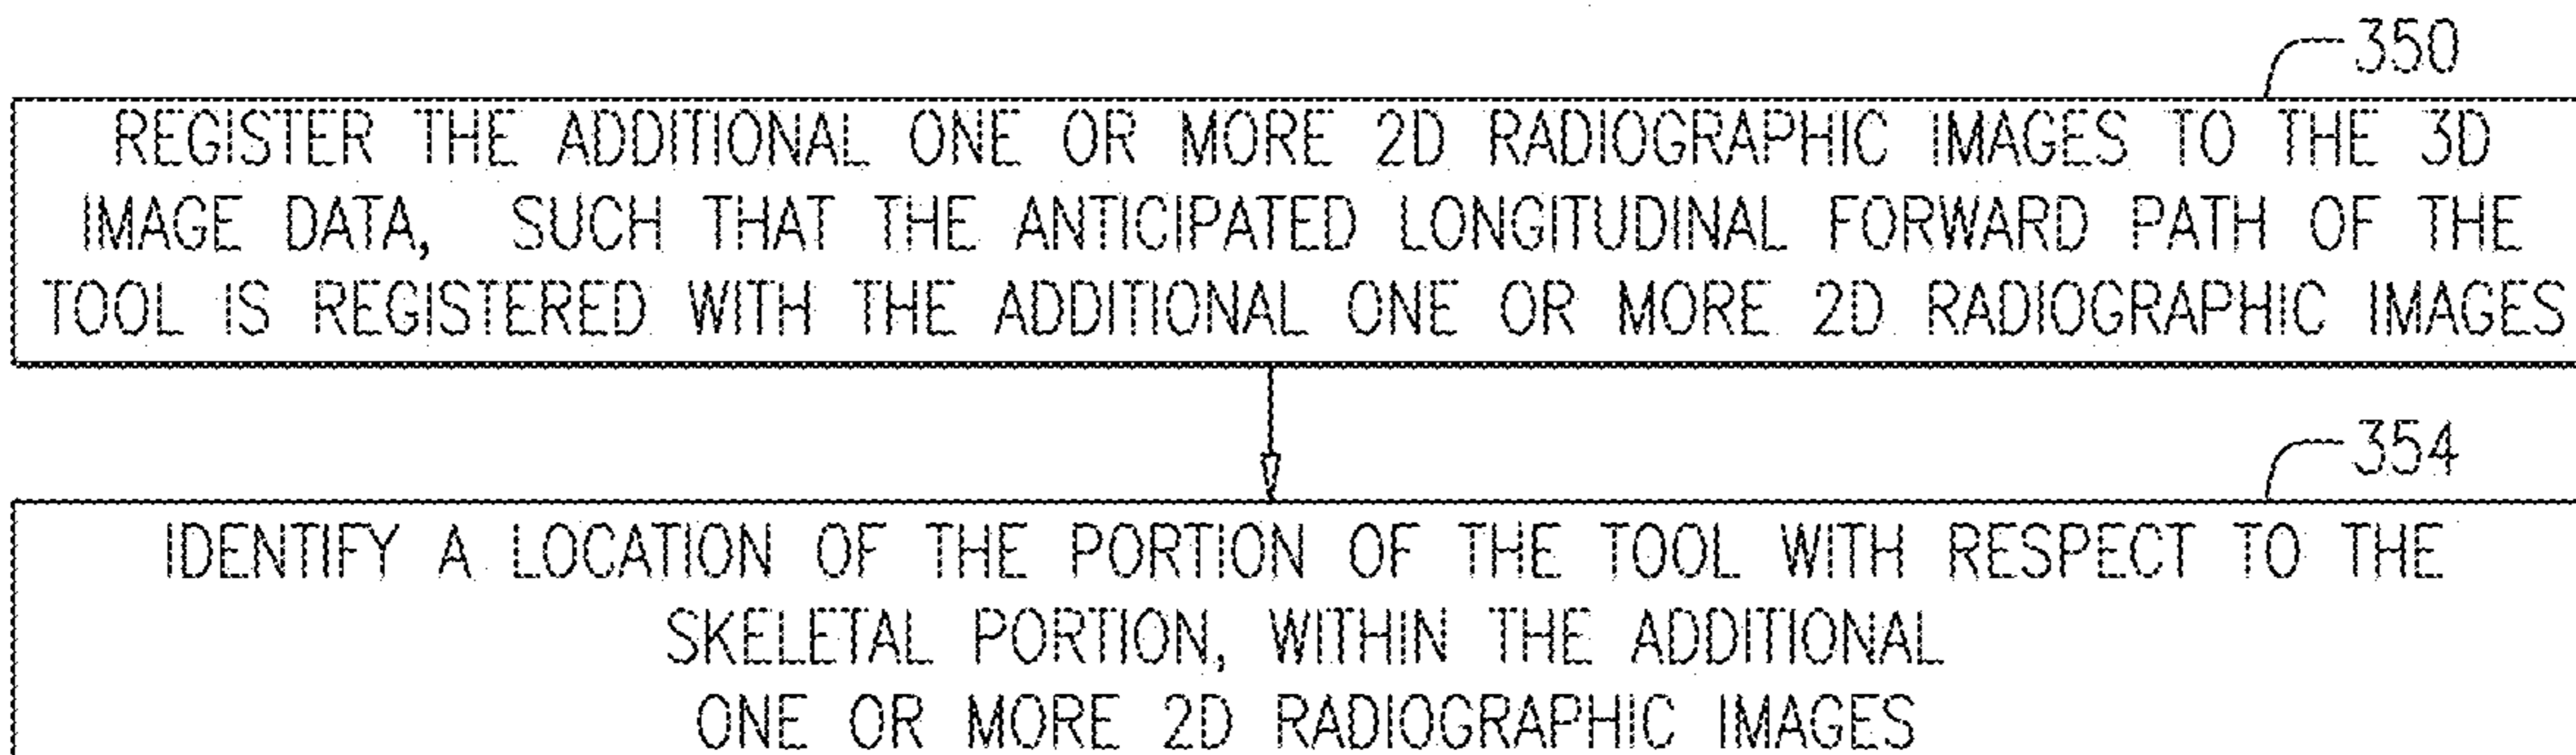 350
REGISTER THE ADDITIONAL ONE OR MORE 2D RADIOGRAPHIC IMAGES TO THE 3D
IMAGE DATA, SUCH THAT THE ANTICIPATED LONGITUDINAL FORWARD PATH OF THE
TOOL IS REGISTERED WITH THE ADDITIONAL ONE OR MORE 2D RADIOGRAPHIC IMAGES
354
IDENTIFY A LOCATION OF THE PORTION OF THE TOOL WITH RESPECT TO THE
SKELETAL PORTION, WITHIN THE ADDITIONAL
ONE OR MORE 2D RADIOGRAPHIC IMAGES